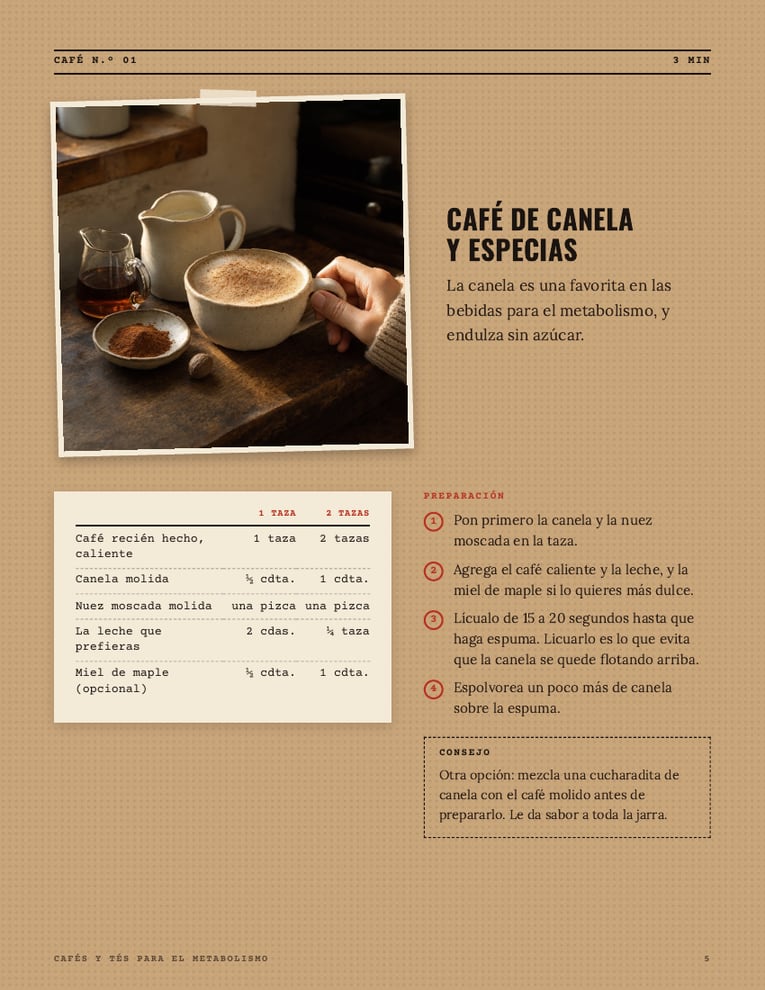 CAFÉ N.º 01 3 MIN
CAFÉ DE CANELA
Y ESPECIAS
La canela es una favorita en las
bebidas para el metabolismo, y
endulza sin azúcar.
1 TAZA 2 TAZAS
Café recién hecho, 1 taza 2 tazas
caliente
Canela molida ½ cdta. 1 cdta.
Nuez moscada molida una pizca una pizca
La leche que 2 cdas. ¼ taza
prefieras
Miel de maple ½ cdta. 1 cdta.
(opcional)
PREPARACIÓN
1 Pon primero la canela y la nuez
moscada en la taza.
2 Agrega el café caliente y la leche, y la
miel de maple si lo quieres más dulce.
3 Lícualo de 15 a 20 segundos hasta que
haga espuma. Licuarlo es lo que evita
que la canela se quede flotando arriba.
4 Espolvorea un poco más de canela
sobre la espuma.
CONSEJO
Otra opción: mezcla una cucharadita de
canela con el café molido antes de
prepararlo. Le da sabor a toda la jarra.
CAFÉS Y TÉS PARA EL METABOLISMO 5